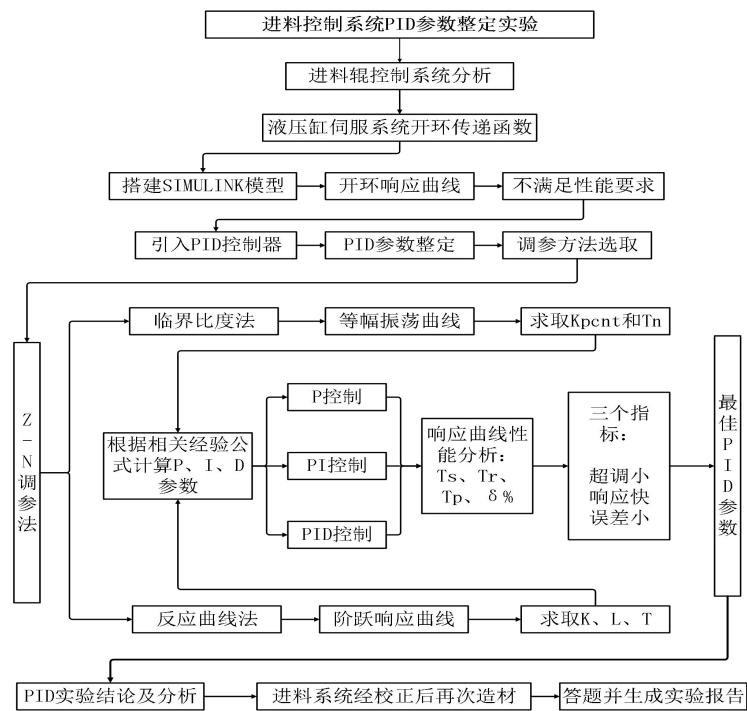 进料控制系统PID参数整定实验
进料辊控制系统分析
液压缸伺服系统开环传递函数
搭建SIMULINK模型
开环响应曲线
不满足性能要求
引入PID控制器
PID参数整定
调参方法选取
Z-N调参法
临界比度法
等幅振荡曲线
求取Kpcnt和Tn
根据相关经验公
式计算P、I、D
参数
P控制
PI控制
PID控制
响应曲线性
能分析：
Ts、Tr、
Tp、δ%
三个指
标：
超调小
响应快
误差小
最佳PID参数
反应曲线法
阶跃响应曲线
求取K、L、T
PID实验结论及分析
进料系统经校正后再次造材
答题并生成实验报告